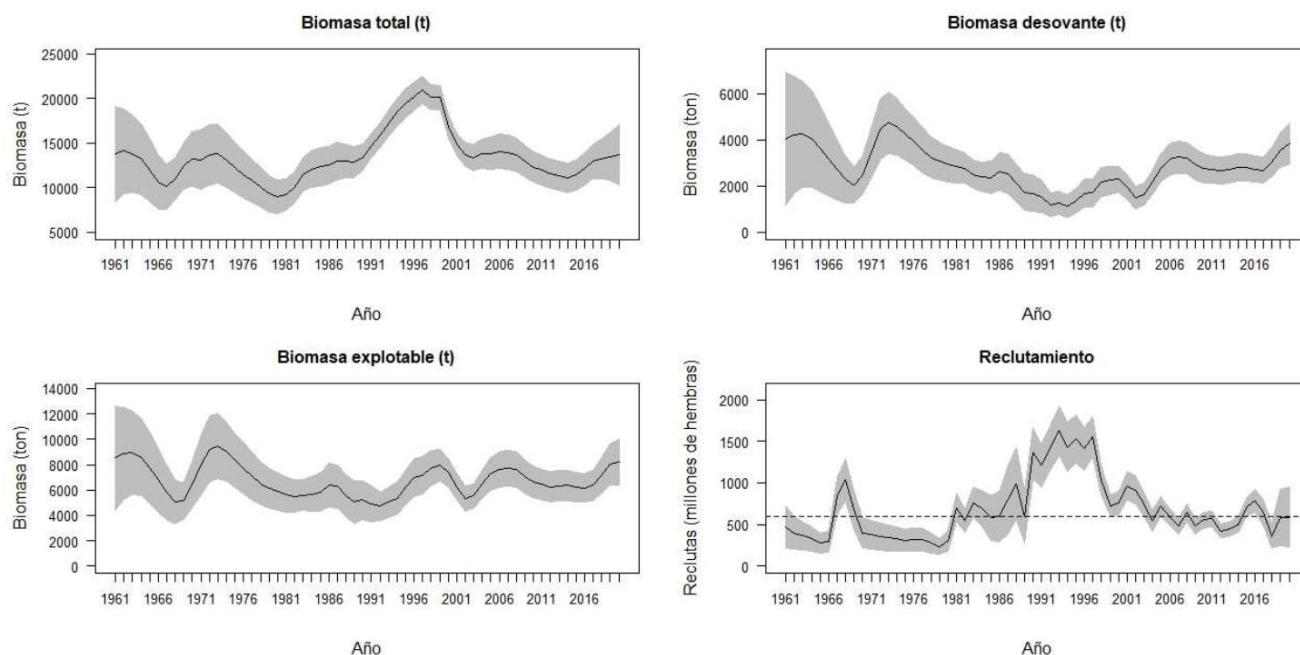 Biomasa total (t)
Biomasa (t)
25000
20000
15000
10000
5000
1961 1966 1971 1976 1981 1986 1991 1996 2001 2006 2011 2016
Año
Biomasa desovante (t)
Biomasa (ton)
6000
4000
2000
0
1961 1966 1971 1976 1981 1986 1991 1996 2001 2006 2011 2016
Año
Biomasa explotable (t)
Biomasa (ton)
14000
12000
10000
8000
6000
4000
2000
0
1961 1966 1971 1976 1981 1986 1991 1996 2001 2006 2011 2016
Año
Reclutamiento
Reclutas (millones de hembras)
2000
1500
1000
500
0
1961 1966 1971 1976 1981 1986 1991 1996 2001 2006 2011 2016
Año